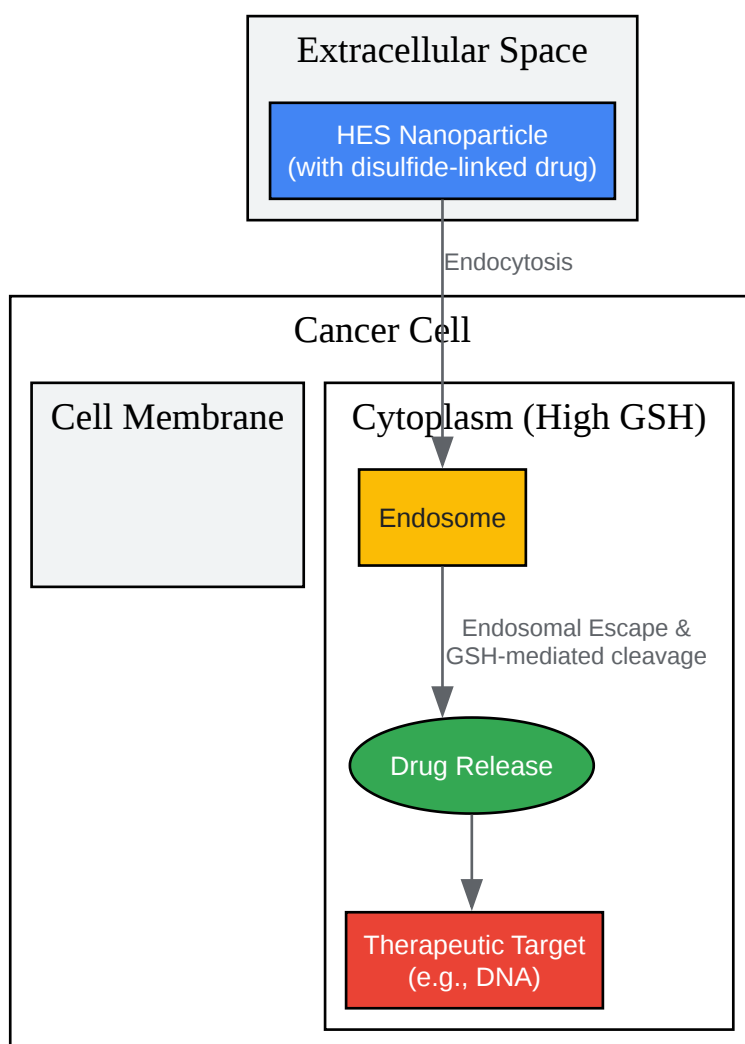 Extracellular Space
HES Nanoparticle
(with disulfide-linked drug)
Endocytosis
Cancer Cell
Cell Membrane
Cytoplasm (High GSH)
Endosome
Endosomal Escape &
GSH-mediated cleavage
Drug Release
Therapeutic Target
(e.g., DNA)